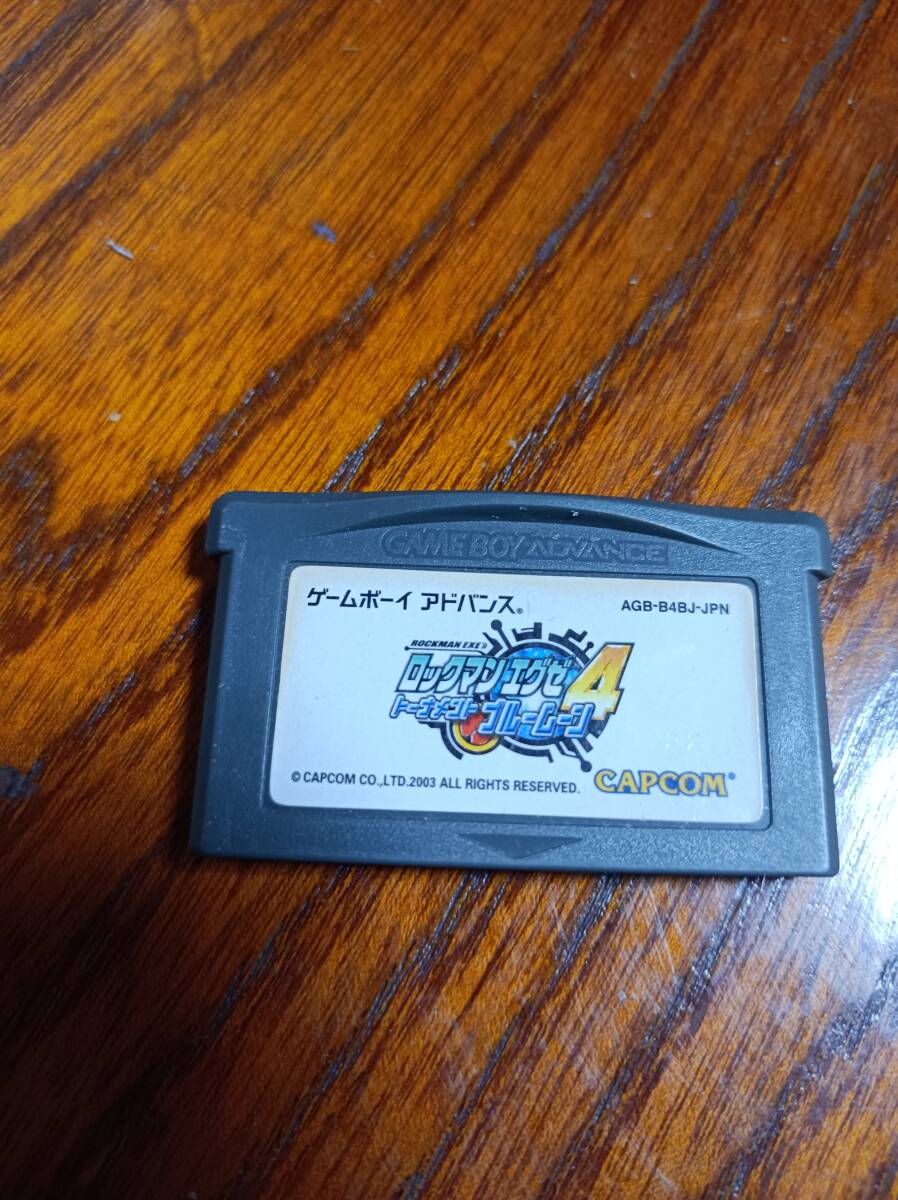 GAME BOY ADVANCE
ゲームボーイ アドバンス®
AGB-B4BJ-JPN
ROCKMAN EXE
ロックマンエグゼ4
トーナメント ブルームーン
© CAPCOM CO.,LTD.2003 ALL RIGHTS RESERVED.
CAPCOM®